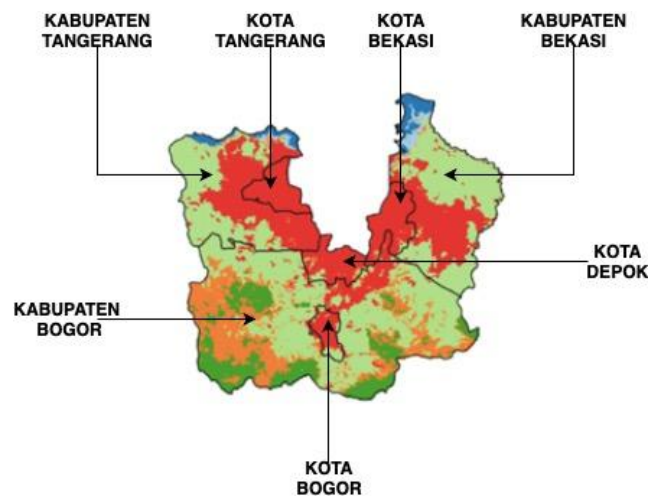 KABUPATEN
TANGERANG
KOTA
TANGERANG
KOTA
BEKASI
KABUPATEN
BEKASI
KOTA
DEPOK
KABUPATEN
BOGOR
KOTA
BOGOR